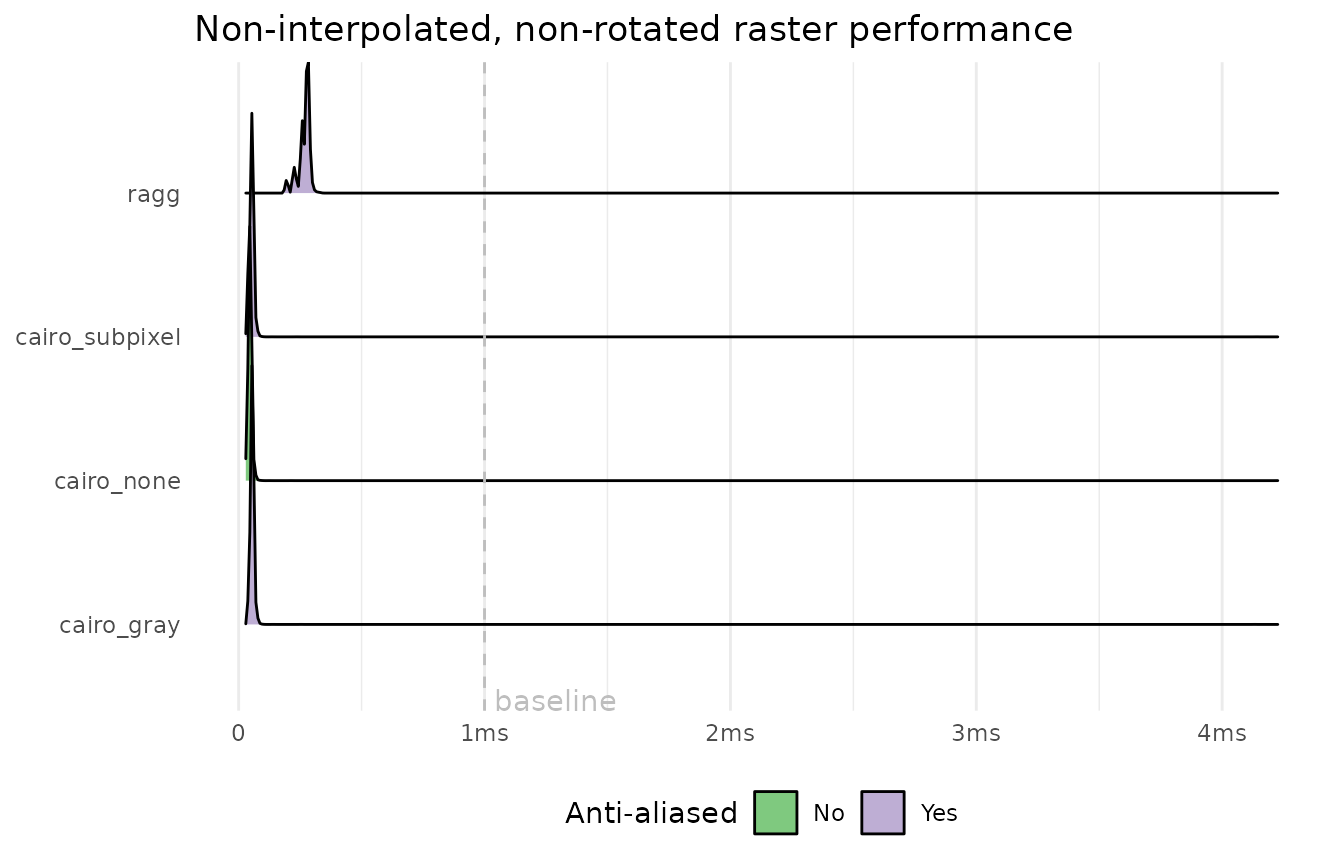 Non-interpolated, non-rotated raster performance
ragg
cairo_subpixel
cairo_none
cairo_gray
baseline
0 1ms 2ms 3ms 4ms
Anti-aliased No Yes